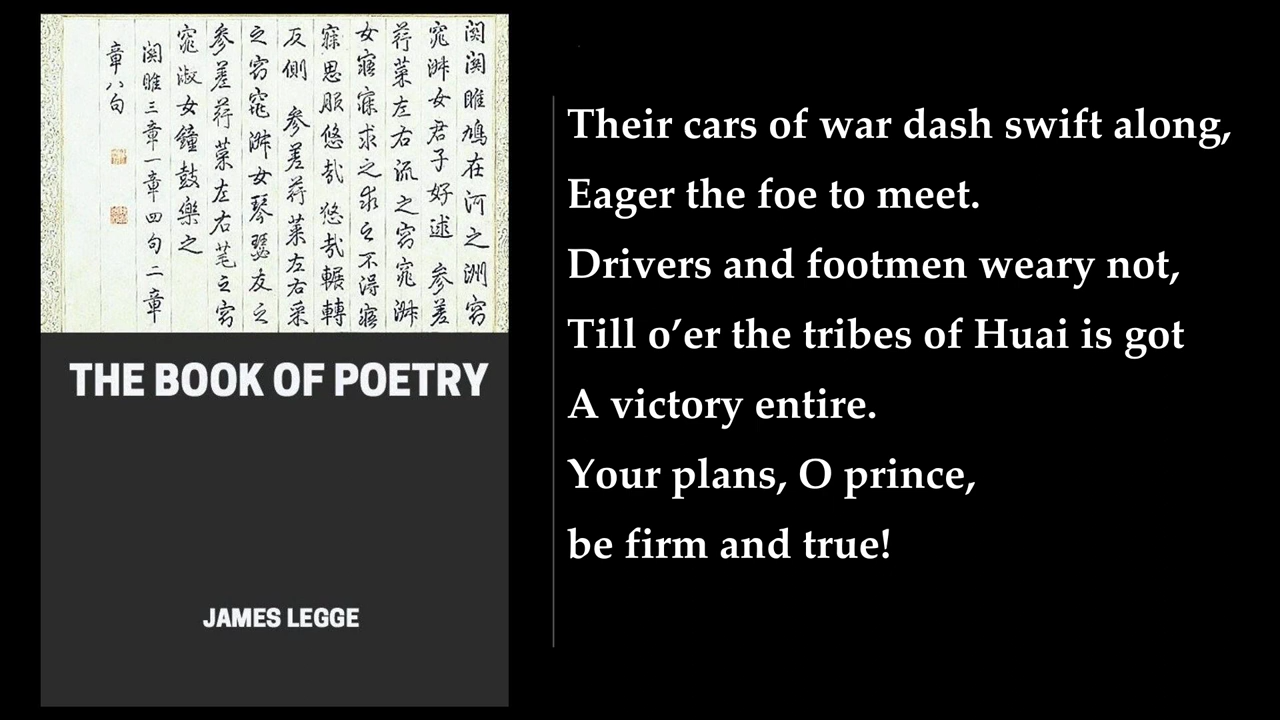 关关雎鳩在河之洲窈
窕淑女君子好逑 参差
荇菜左右流之窈窕淑
女寤寐求之求之不得寤
寐思服悠哉悠哉輾轉
反側 參差荇菜左右采
之窈窕淑女琴瑟友之
參差荇菜左右芼之窈
窕淑女鐘鼓樂之
关雎三章一章四句二章
章八句
THE BOOK OF POETRY
JAMES LEGGE
Their cars of war dash swift along,
Eager the foe to meet.
Drivers and footmen weary not,
Till o’er the tribes of Huai is got
A victory entire.
Your plans, O prince,
be firm and true!